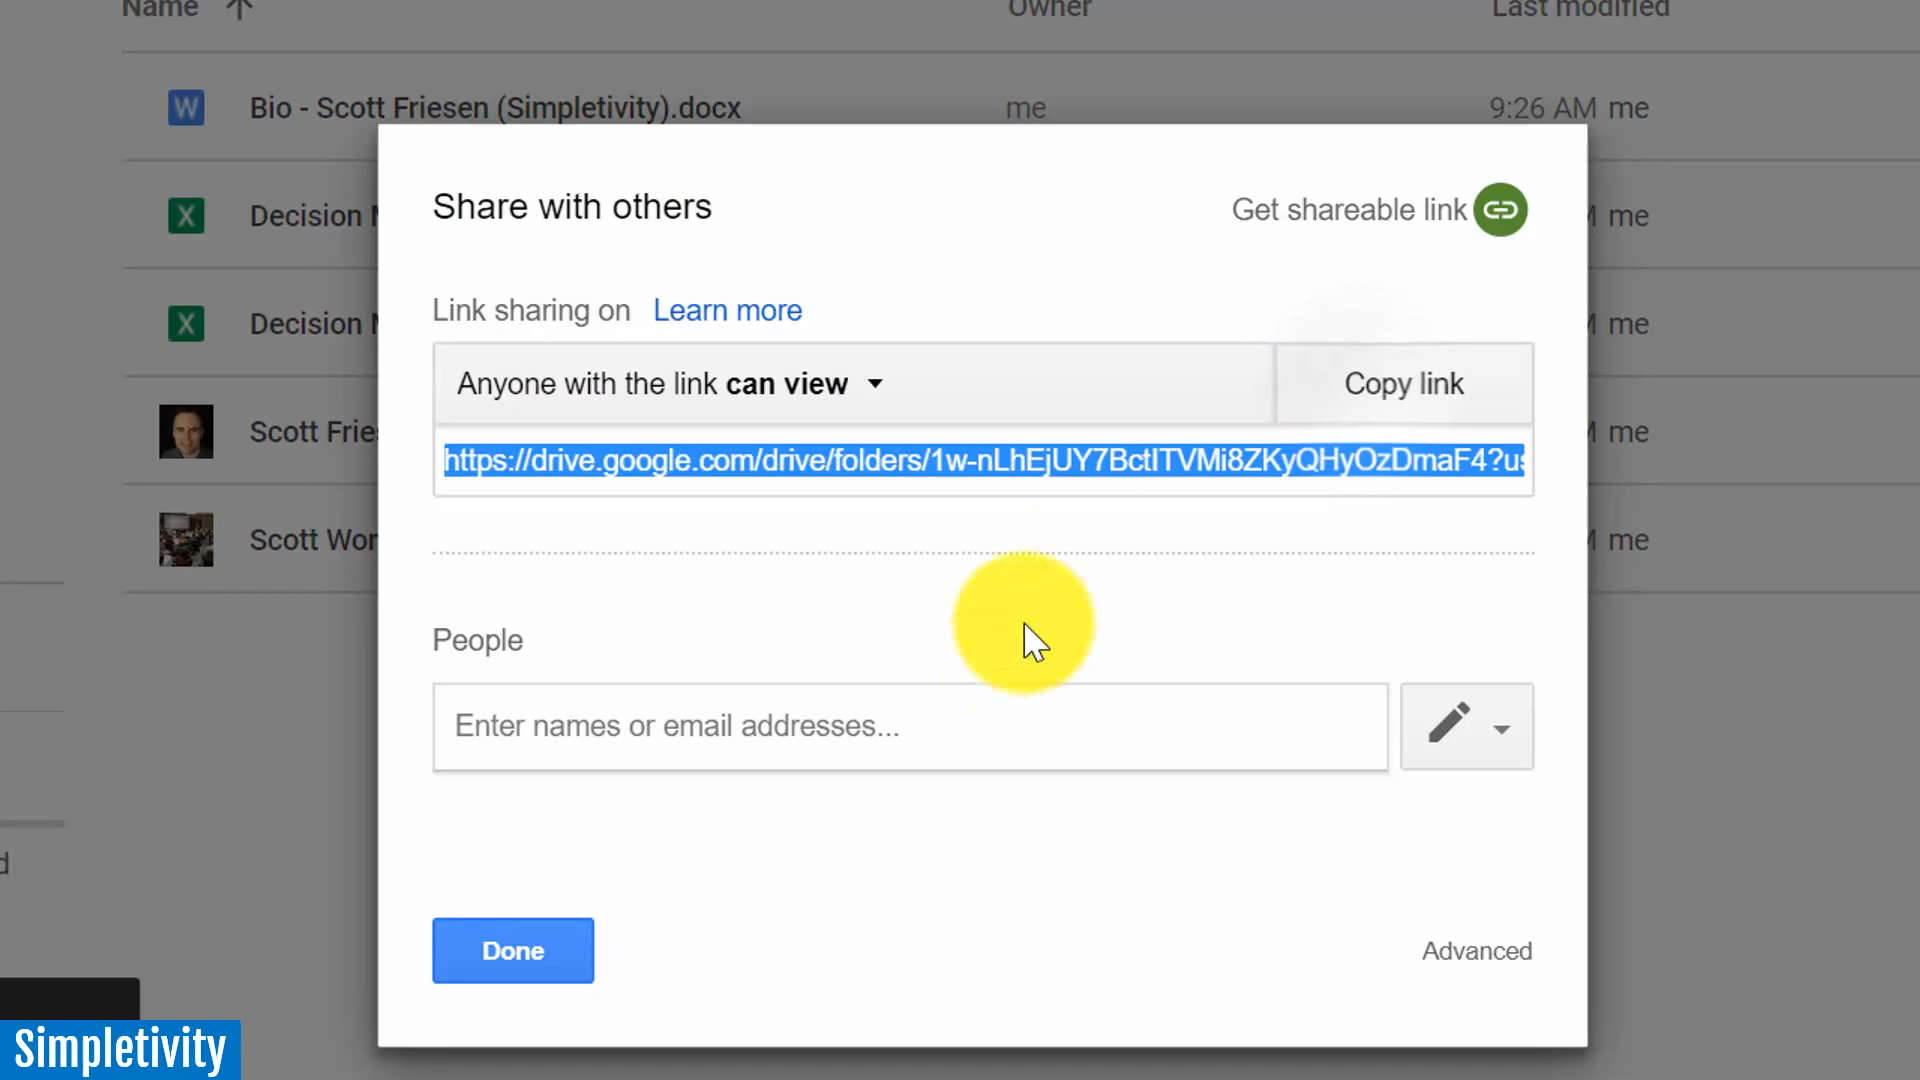 Name Owner Last modified
W Bio - Scott Friesen (Simpletivity).docx me 9:26 AM me
Share with others Get shareable link
X Decision me
Link sharing on Learn more
X Decision me
Anyone with the link can view Copy link
Scott Fries me
https://drive.google.com/drive/folders/1w-nLhEjUY7BctITVMi8ZKyQHyOzDmaF4?us
Scott Wor me
People
Enter names or email addresses...
d
Done Advanced
Simpletivity